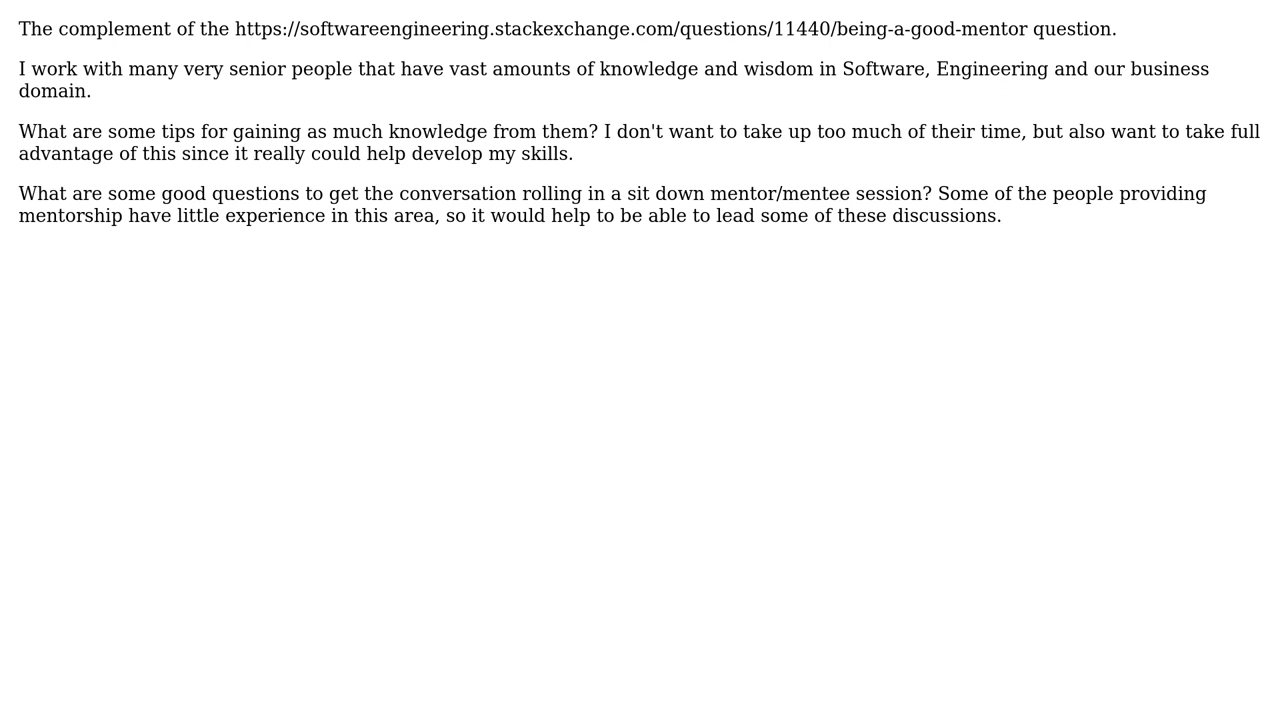 The complement of the https://softwareengineering.stackexchange.com/questions/11440/being-a-good-mentor question.
I work with many very senior people that have vast amounts of knowledge and wisdom in Software, Engineering and our business
domain.
What are some tips for gaining as much knowledge from them? I don't want to take up too much of their time, but also want to take full
advantage of this since it really could help develop my skills.
What are some good questions to get the conversation rolling in a sit down mentor/mentee session? Some of the people providing
mentorship have little experience in this area, so it would help to be able to lead some of these discussions.